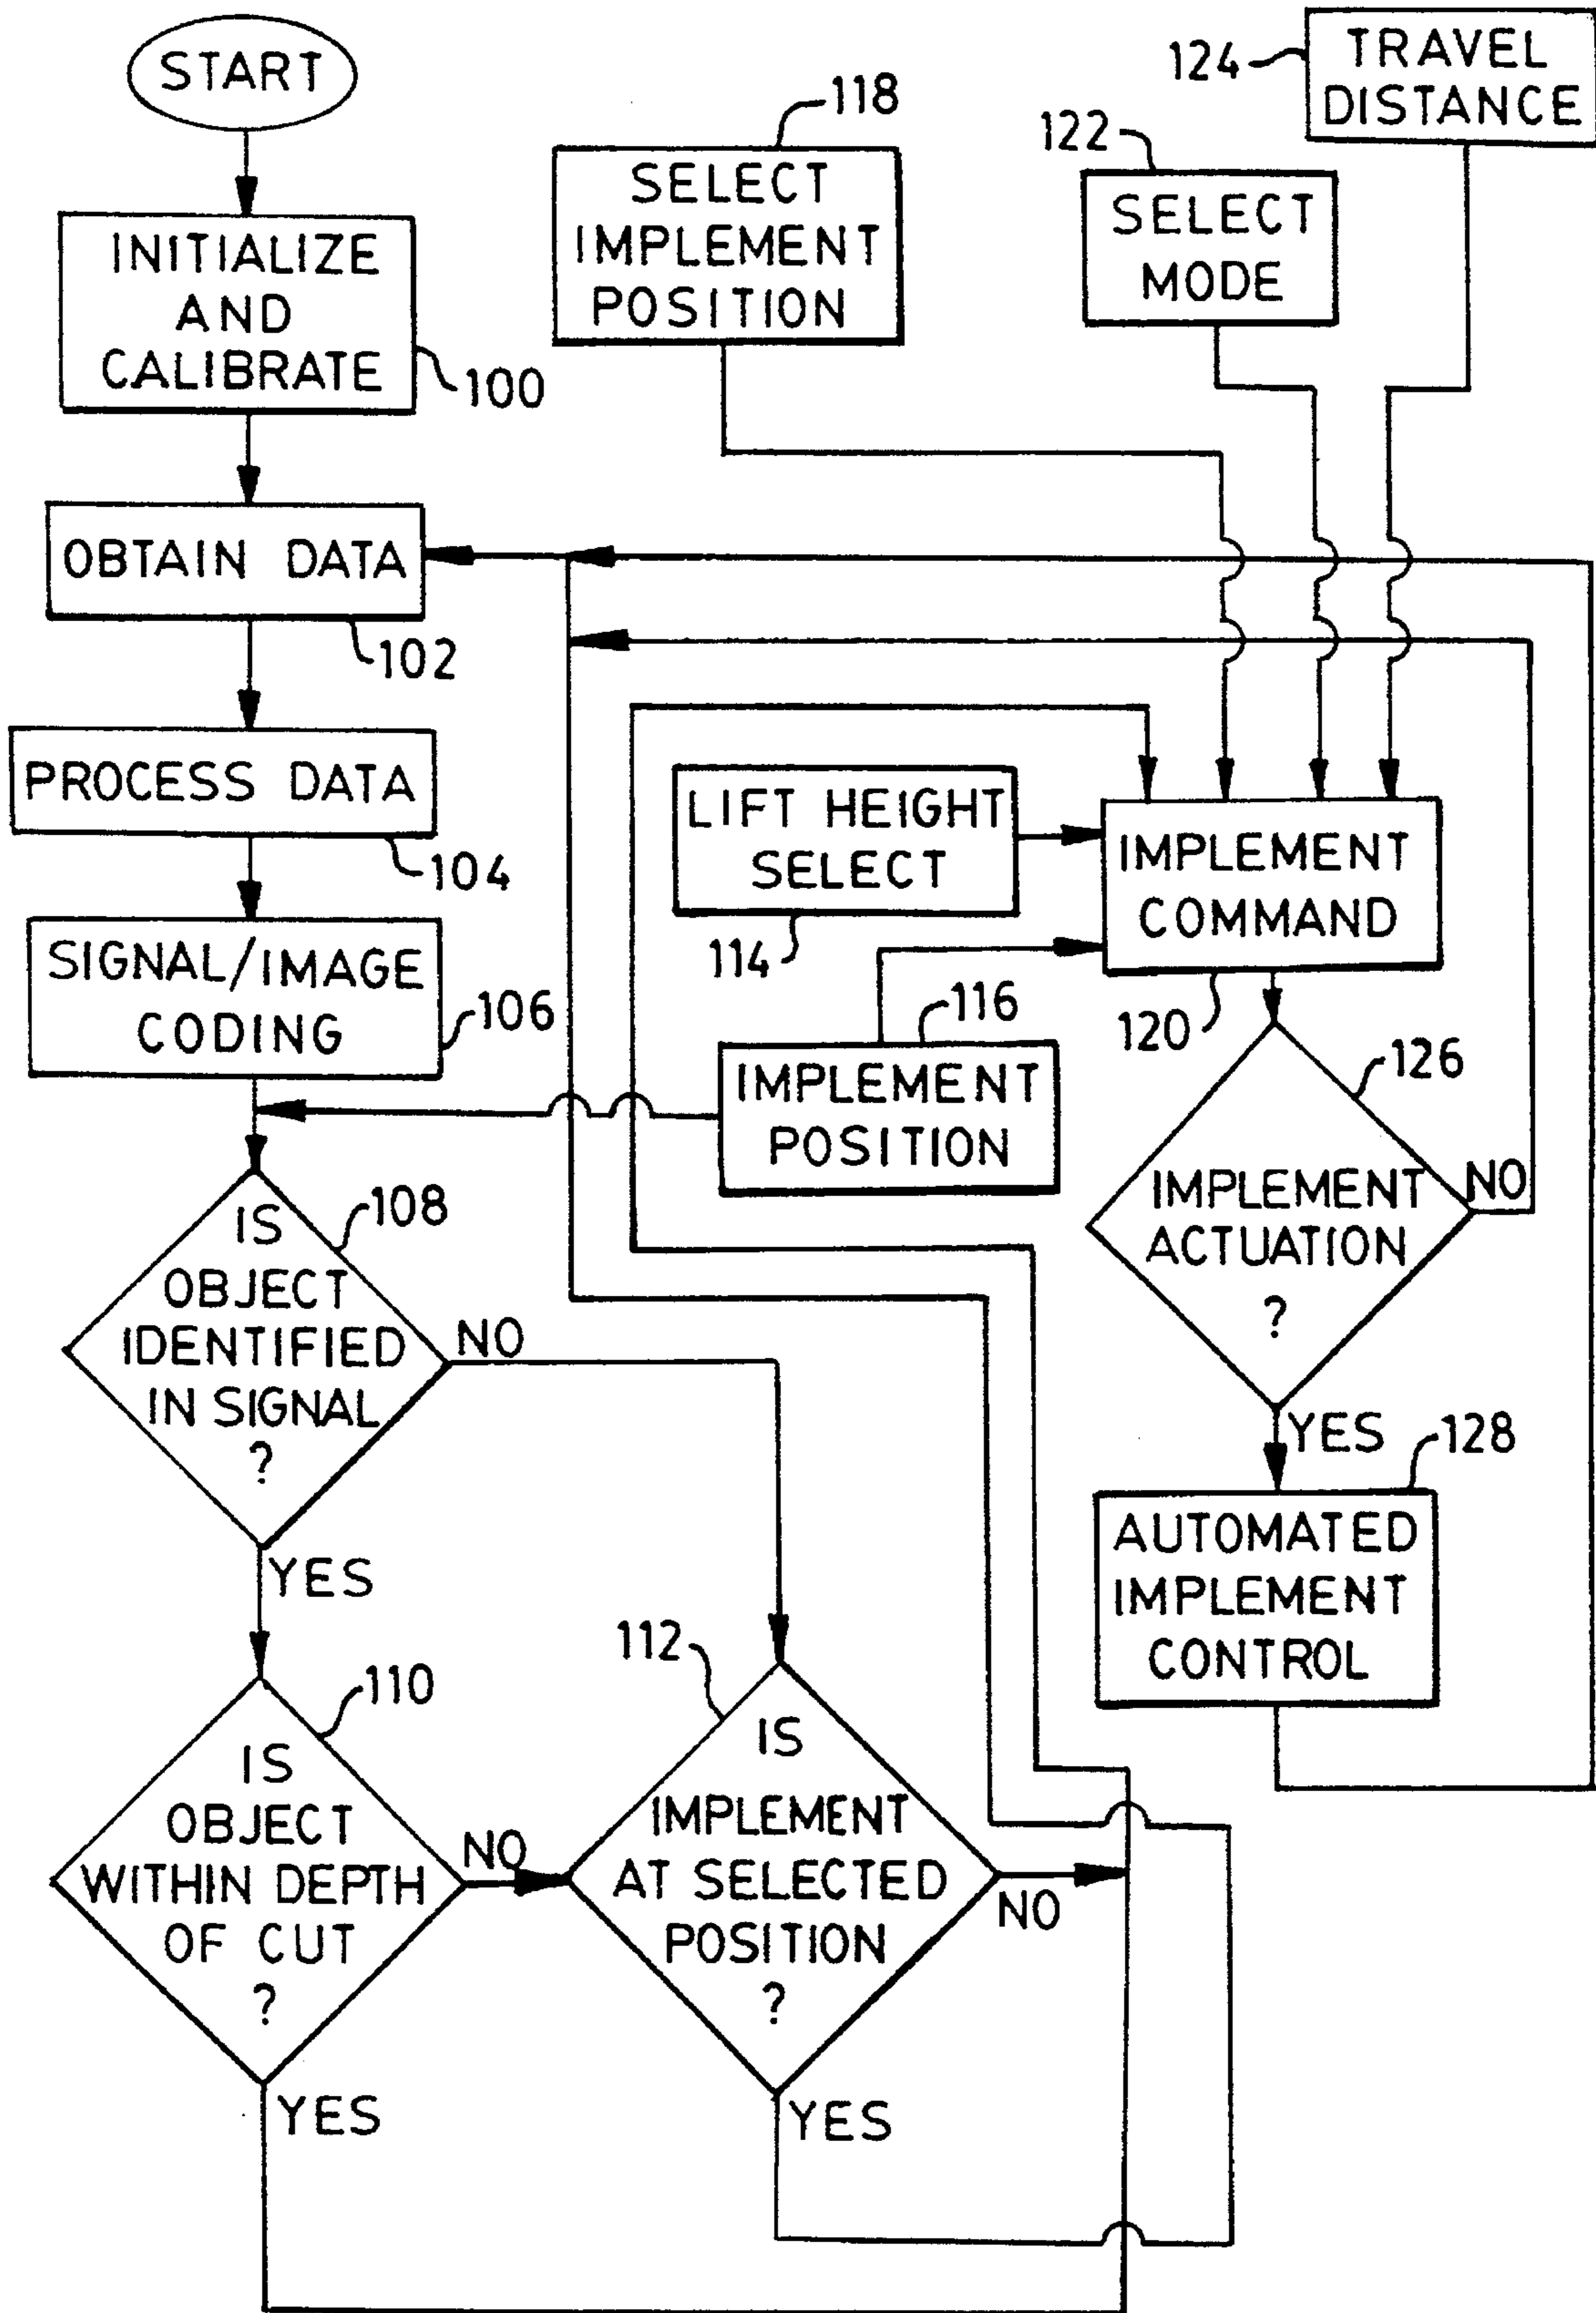 START
INITIALIZE
AND
CALIBRATE
100
118
SELECT
IMPLEMENT
POSITION
122
SELECT
MODE
124
TRAVEL
DISTANCE
OBTAIN DATA
102
PROCESS DATA
104
SIGNAL/IMAGE
CODING
106
LIFT HEIGHT
SELECT
114
IMPLEMENT
COMMAND
120
116
IMPLEMENT
POSITION
126
IMPLEMENT
ACTUATION
?
NO
YES
128
AUTOMATED
IMPLEMENT
CONTROL
108
IS
OBJECT
IDENTIFIED
IN SIGNAL
?
NO
YES
110
IS
OBJECT
WITHIN DEPTH
OF CUT
?
NO
YES
112
IS
IMPLEMENT
AT SELECTED
POSITION
?
NO
YES